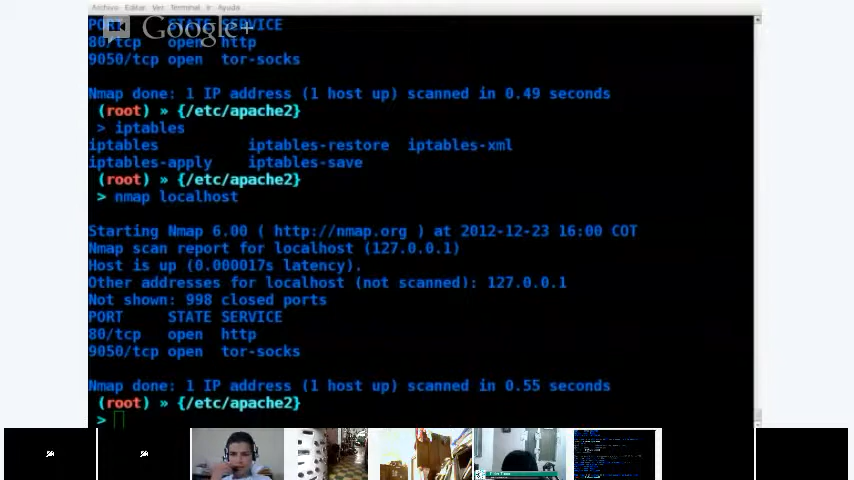 Archivo Editar Ver Terminal Ir Ayuda
Google+
PORT     STATE SERVICE
80/tcp   open  http
9050/tcp open  tor-socks
Nmap done: 1 IP address (1 host up) scanned in 0.49 seconds
(root) » {/etc/apache2}
> iptables
iptables          iptables-restore  iptables-xml
iptables-apply    iptables-save
(root) » {/etc/apache2}
> nmap localhost
Starting Nmap 6.00 ( http://nmap.org ) at 2012-12-23 16:00 COT
Nmap scan report for localhost (127.0.0.1)
Host is up (0.000017s latency).
Other addresses for localhost (not scanned): 127.0.0.1
Not shown: 998 closed ports
PORT     STATE SERVICE
80/tcp   open  http
9050/tcp open  tor-socks
Nmap done: 1 IP address (1 host up) scanned in 0.55 seconds
(root) » {/etc/apache2}
>